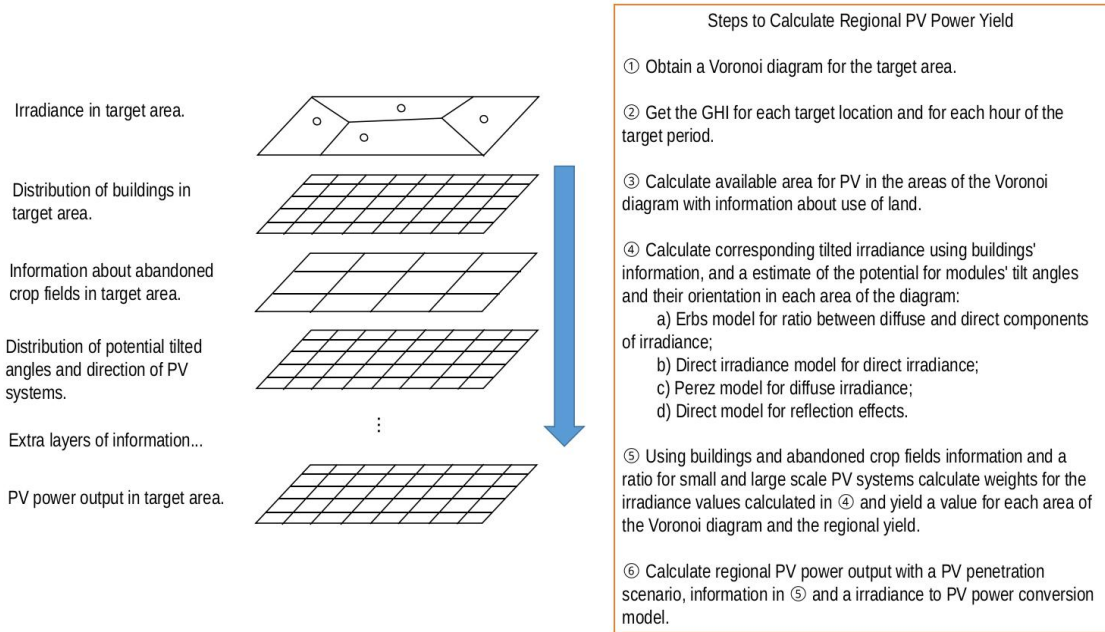 Irradiance in target area.
Distribution of buildings in
target area.
Information about abandoned
crop fields in target area.
Distribution of potential tilted
angles and direction of PV
systems.
⋮
Extra layers of information...
PV power output in target area.
Steps to Calculate Regional PV Power Yield
① Obtain a Voronoi diagram for the target area.
② Get the GHI for each target location and for each hour of the
target period.
③ Calculate available area for PV in the areas of the Voronoi
diagram with information about use of land.
④ Calculate corresponding tilted irradiance using buildings'
information, and a estimate of the potential for modules' tilt angles
and their orientation in each area of the diagram:
a) Erbs model for ratio between diffuse and direct components
of irradiance;
b) Direct irradiance model for direct irradiance;
c) Perez model for diffuse irradiance;
d) Direct model for reflection effects.
⑤ Using buildings and abandoned crop fields information and a
ratio for small and large scale PV systems calculate weights for the
irradiance values calculated in ④ and yield a value for each area of
the Voronoi diagram and the regional yield.
⑥ Calculate regional PV power output with a PV penetration
scenario, information in ⑤ and a irradiance to PV power conversion
model.